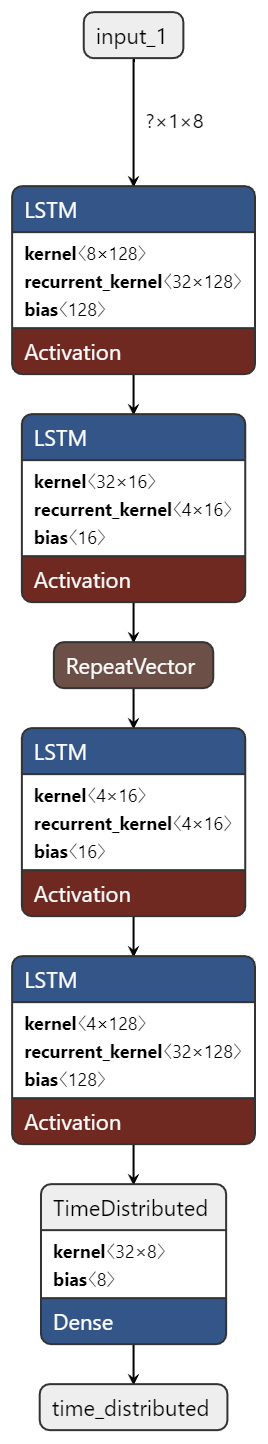 input_1
?×1×8
LSTM
kernel⟨8×128⟩
recurrent_kernel⟨32×128⟩
bias⟨128⟩
Activation
LSTM
kernel⟨32×16⟩
recurrent_kernel⟨4×16⟩
bias⟨16⟩
Activation
RepeatVector
LSTM
kernel⟨4×16⟩
recurrent_kernel⟨4×16⟩
bias⟨16⟩
Activation
LSTM
kernel⟨4×128⟩
recurrent_kernel⟨32×128⟩
bias⟨128⟩
Activation
TimeDistributed
kernel⟨32×8⟩
bias⟨8⟩
Dense
time_distributed